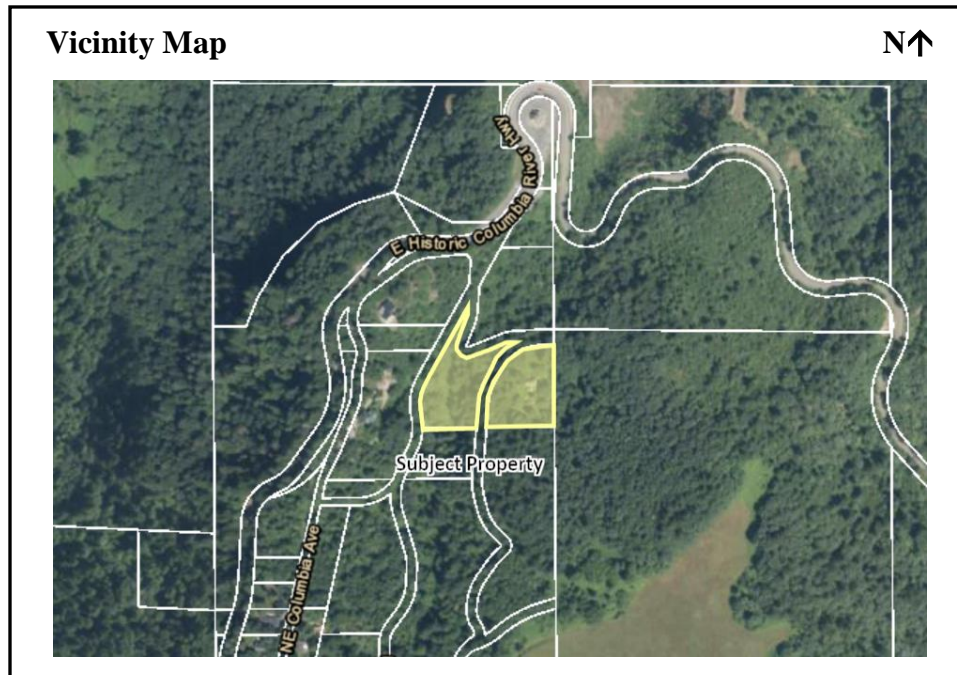 Vicinity Map
N↑
E Historic Columbia River Hwy
Subject Property
NE Columbia Ave